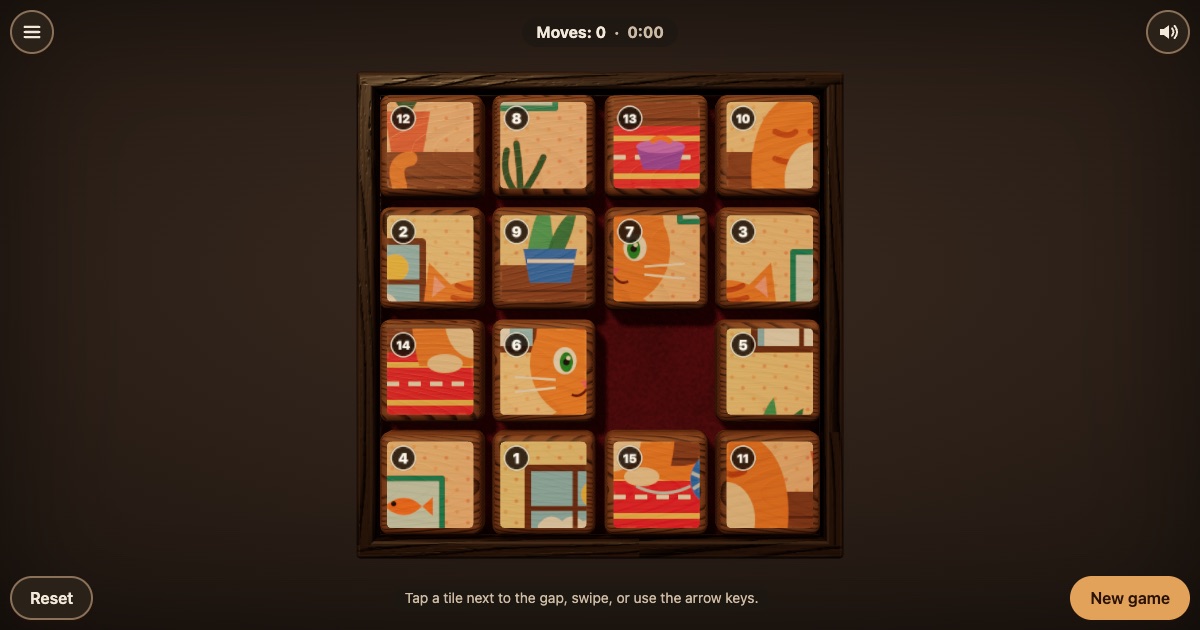 Moves: 0 · 0:00
12 8 13 10
2 9 7 3
14 6 5
4 1 15 11
Reset
Tap a tile next to the gap, swipe, or use the arrow keys.
New game